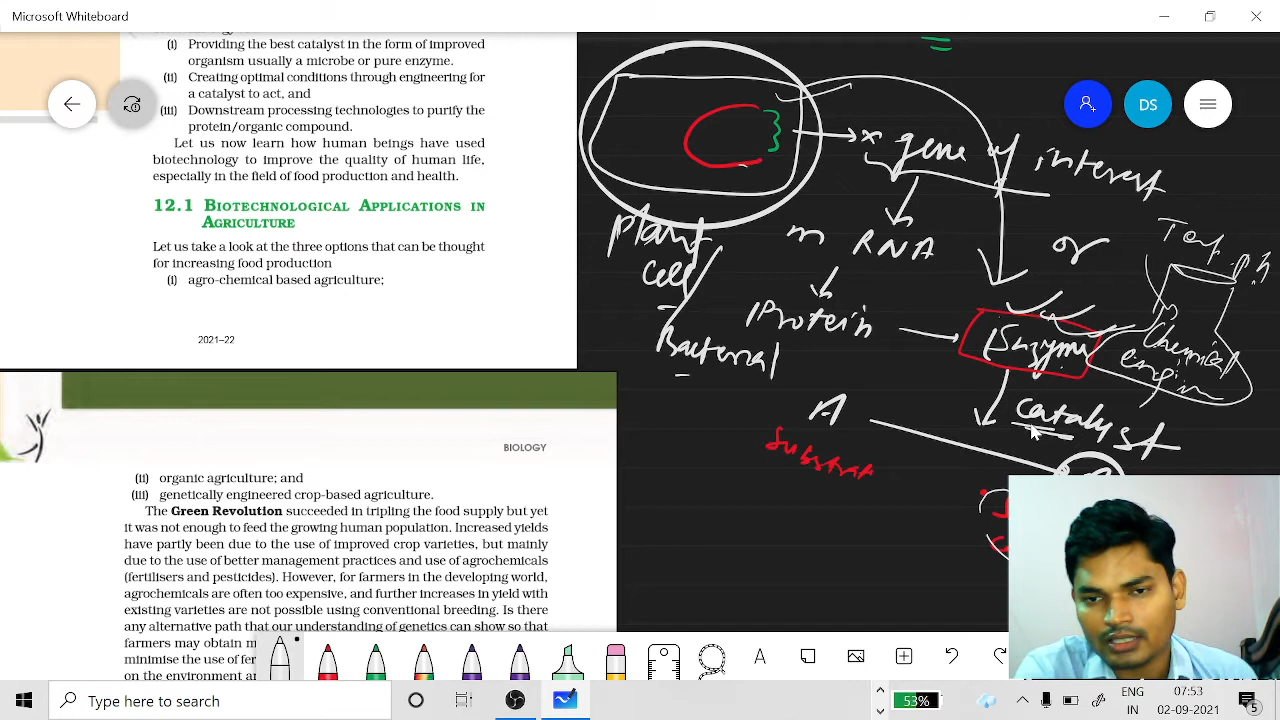 Microsoft Whiteboard
(i) Providing the best catalyst in the form of improved
organism usually a microbe or pure enzyme.
(ii) Creating optimal conditions through engineering for
a catalyst to act, and
(iii) Downstream processing technologies to purify the
protein/organic compound.
Let us now learn how human beings have used
biotechnology to improve the quality of human life,
especially in the field of food production and health.
12.1 BIOTECHNOLOGICAL APPLICATIONS IN
AGRICULTURE
Let us take a look at the three options that can be thought
for increasing food production
(i) agro-chemical based agriculture;
2021–22
BIOLOGY
(ii) organic agriculture; and
(iii) genetically engineered crop-based agriculture.
The Green Revolution succeeded in tripling the food supply but yet
it was not enough to feed the growing human population. Increased yields
have partly been due to the use of improved crop varieties, but mainly
due to the use of better management practices and use of agrochemicals
(fertilisers and pesticides). However, for farmers in the developing world,
agrochemicals are often too expensive, and further increases in yield with
existing varieties are not possible using conventional breeding. Is there
any alternative path that our understanding of genetics can show so that
farmers may obtain m
minimise the use of fer
on the environment ar
DS
x gene of interest
m RNA
or
plant
cell
Bacterial
Protein
Enzyme
Chemical
engin
catalyst
A
Substrat
A
Type here to search
53%
ENG
IN
07:53
02-09-2021
5